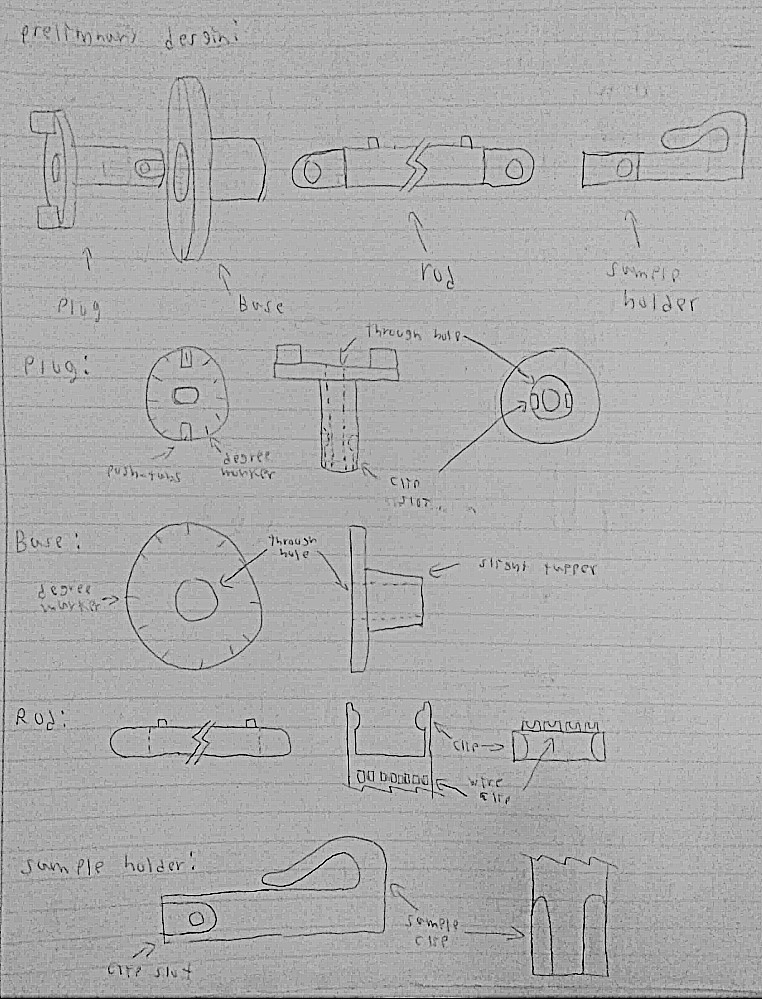 preliminary dersin:
Plug
Base
rod
sample
holder
Plug:
through hole
push-tabs
degree
marker
clip
slot
Base:
through
hole
slight tapper
degree
marker
Rod:
clip
wire
clip
sample holder:
sample
clip
clip slot